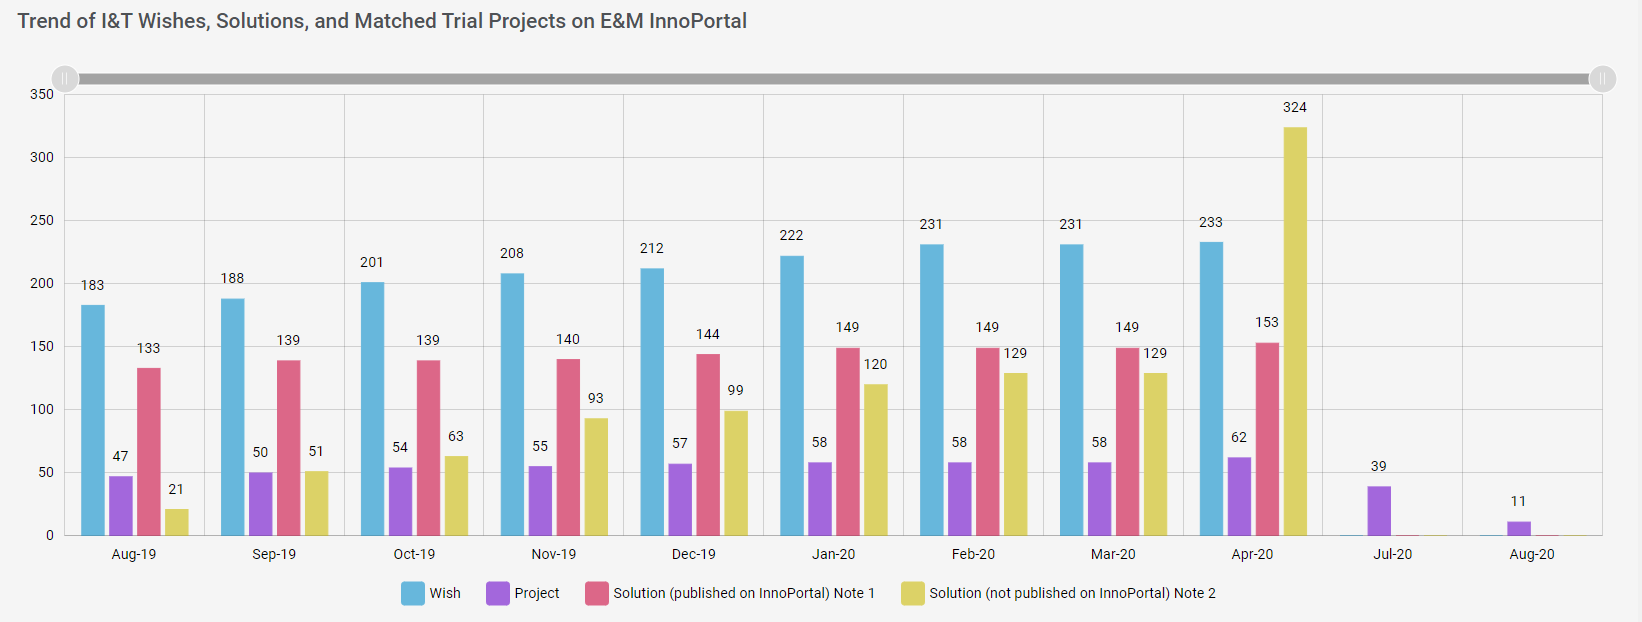 Trend of I&T Wishes, Solutions, and Matched Trial Projects on E&M InnoPortal
350
300
250
200
150
100
50
0
183 47 133 21
188 50 139 51
201 54 139 63
208 55 140 93
212 57 144 99
222 58 149 120
231 58 149 129
231 58 149 129
233 62 153 324
39
11
Aug-19 Sep-19 Oct-19 Nov-19 Dec-19 Jan-20 Feb-20 Mar-20 Apr-20 Jul-20 Aug-20
Wish Project Solution (published on InnoPortal) Note 1 Solution (not published on InnoPortal) Note 2